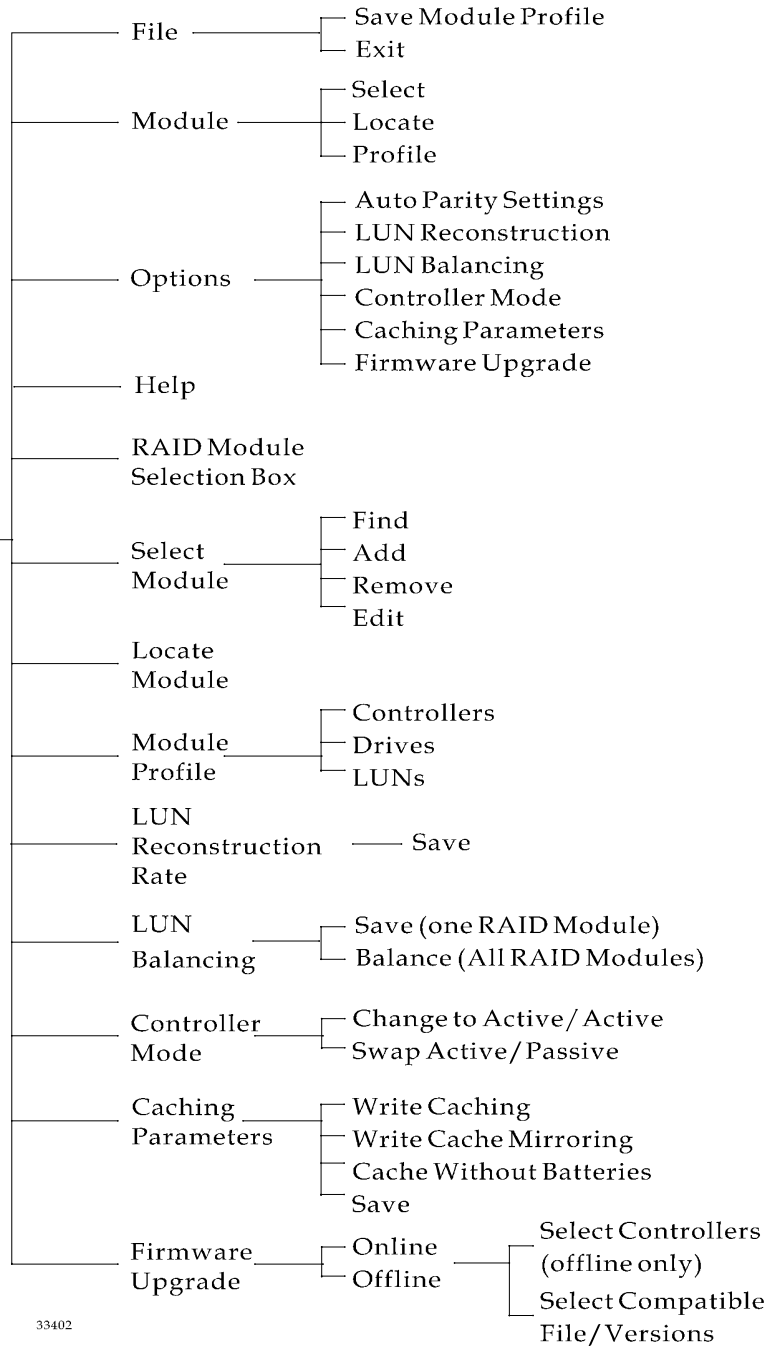 File
Save Module Profile
Exit
Module
Select
Locate
Profile
Options
Auto Parity Settings
LUN Reconstruction
LUN Balancing
Controller Mode
Caching Parameters
Firmware Upgrade
Help
RAID Module
Selection Box
Select
Module
Find
Add
Remove
Edit
Locate
Module
Module
Profile
Controllers
Drives
LUNs
LUN
Reconstruction
Rate
Save
LUN
Balancing
Save (one RAID Module)
Balance (All RAID Modules)
Controller
Mode
Change to Active/Active
Swap Active/Passive
Caching
Parameters
Write Caching
Write Cache Mirroring
Cache Without Batteries
Save
Firmware
Upgrade
Online
Offline
Select Controllers
(offline only)
Select Compatible
File/Versions
33402